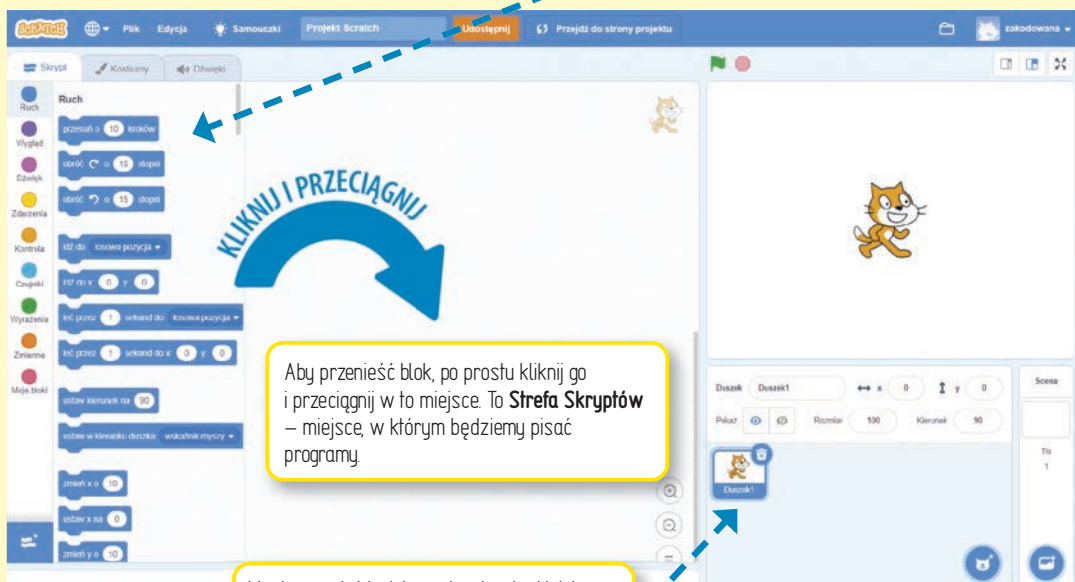 SCRATCH Plik Edycja Samouczki Projekt Scratch Udostępnij Przejdź do strony projektu zakodowana
Skrypt Kostiumy Dźwięki
Ruch
Wygląd
Dźwięk
Zdarzenia
Kontrola
Czujniki
Wyrażenia
Zmienne
Moje bloki
Ruch
przesuń o 10 kroków
obróć o 15 stopni
obróć o 15 stopni
idź do losowa pozycja
idź do x: 0 y: 0
leć przez 1 sekund do losowa pozycja
leć przez 1 sekund do x: 0 y: 0
ustaw kierunek na 90
ustaw w kierunku duszka wskaźnik myszy
zmień x o 10
ustaw x na 0
zmień y o 10
KLIKNIJ I PRZECIĄGNIJ
Aby przenieść blok, po prostu kliknij go
i przeciągnij w to miejsce. To Strefa Skryptów
– miejsce, w którym będziemy pisać
programy.
Duszek Duszek1 x 0 y 0
Pokaż Rozmiar 100 Kierunek 90
Duszek1
Scena
Tła
1